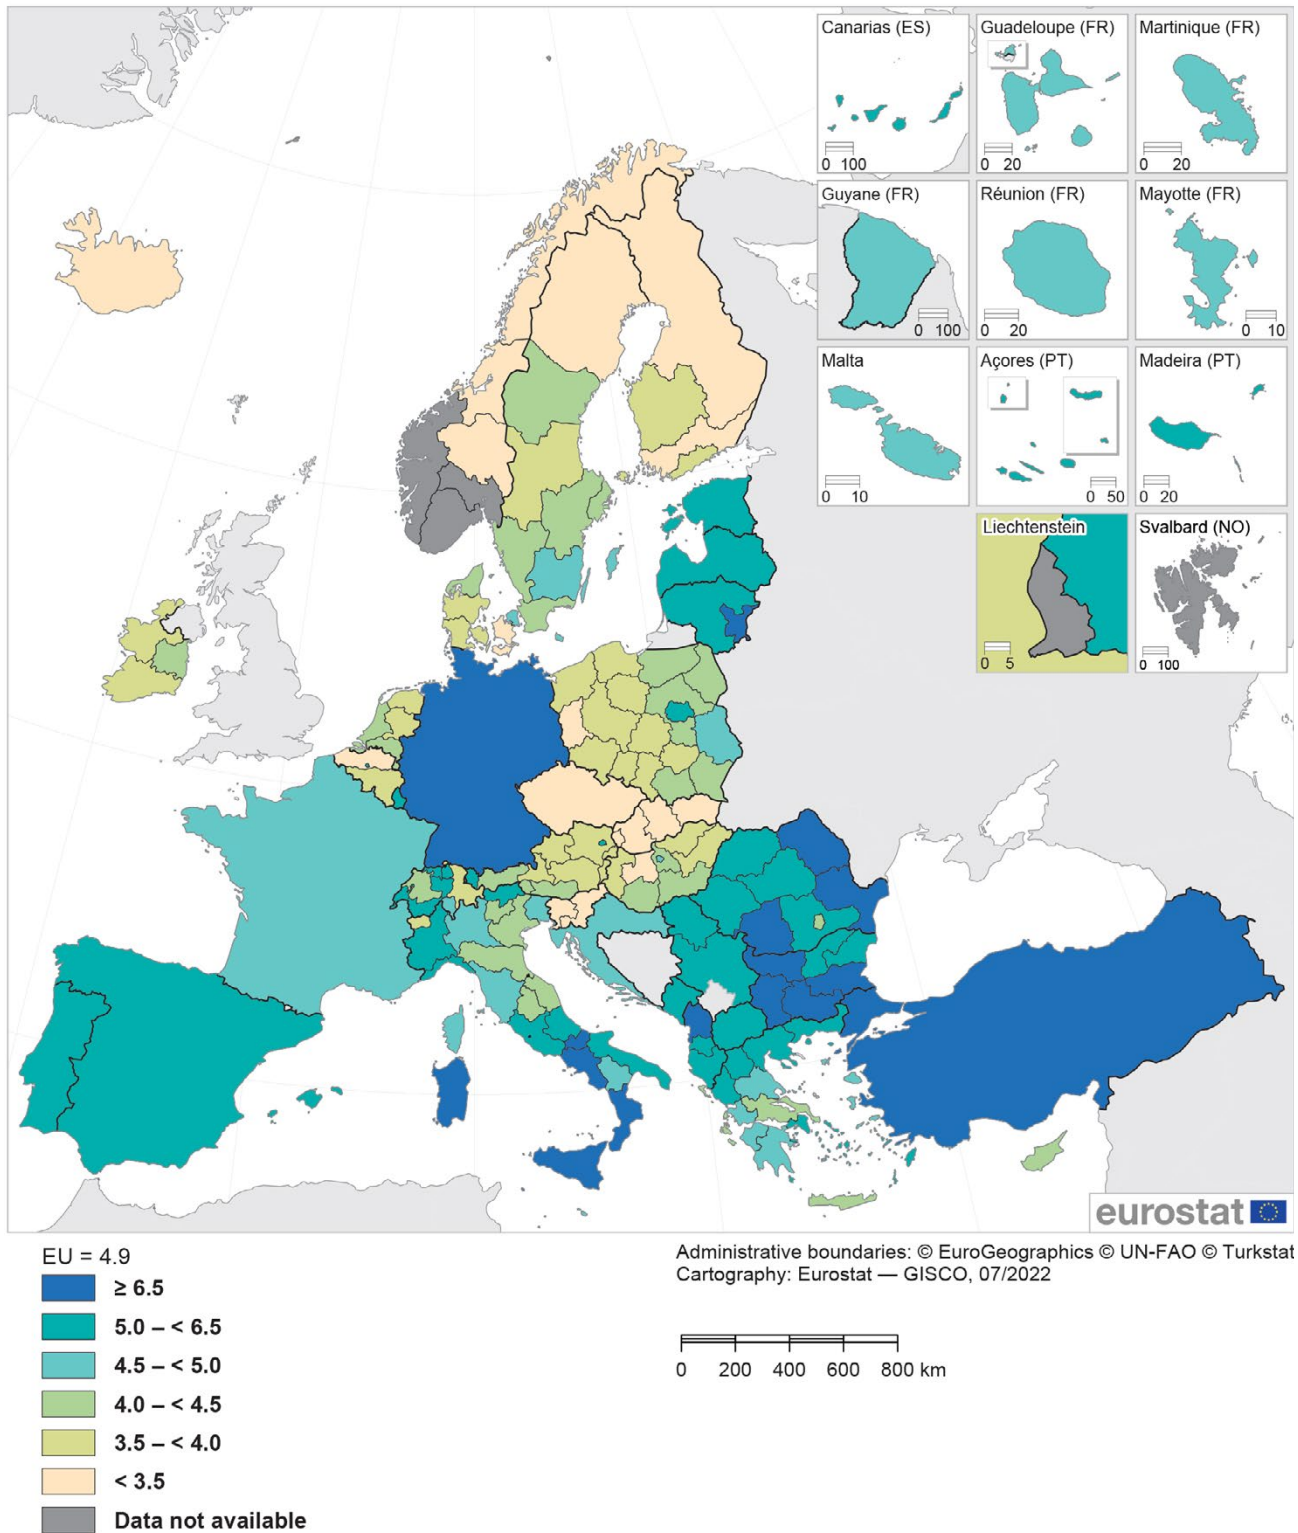 Canarias (ES)
0 100
Guadeloupe (FR)
0 20
Martinique (FR)
0 20
Guyane (FR)
0 100
Réunion (FR)
0 20
Mayotte (FR)
0 10
Malta
0 10
Açores (PT)
0 50
Madeira (PT)
0 20
Liechtenstein
0 5
Svalbard (NO)
0 100
eurostat
EU = 4.9
≥ 6.5
5.0 – < 6.5
4.5 – < 5.0
4.0 – < 4.5
3.5 – < 4.0
< 3.5
Data not available
Administrative boundaries: © EuroGeographics © UN-FAO © Turkstat
Cartography: Eurostat — GISCO, 07/2022
0 200 400 600 800 km